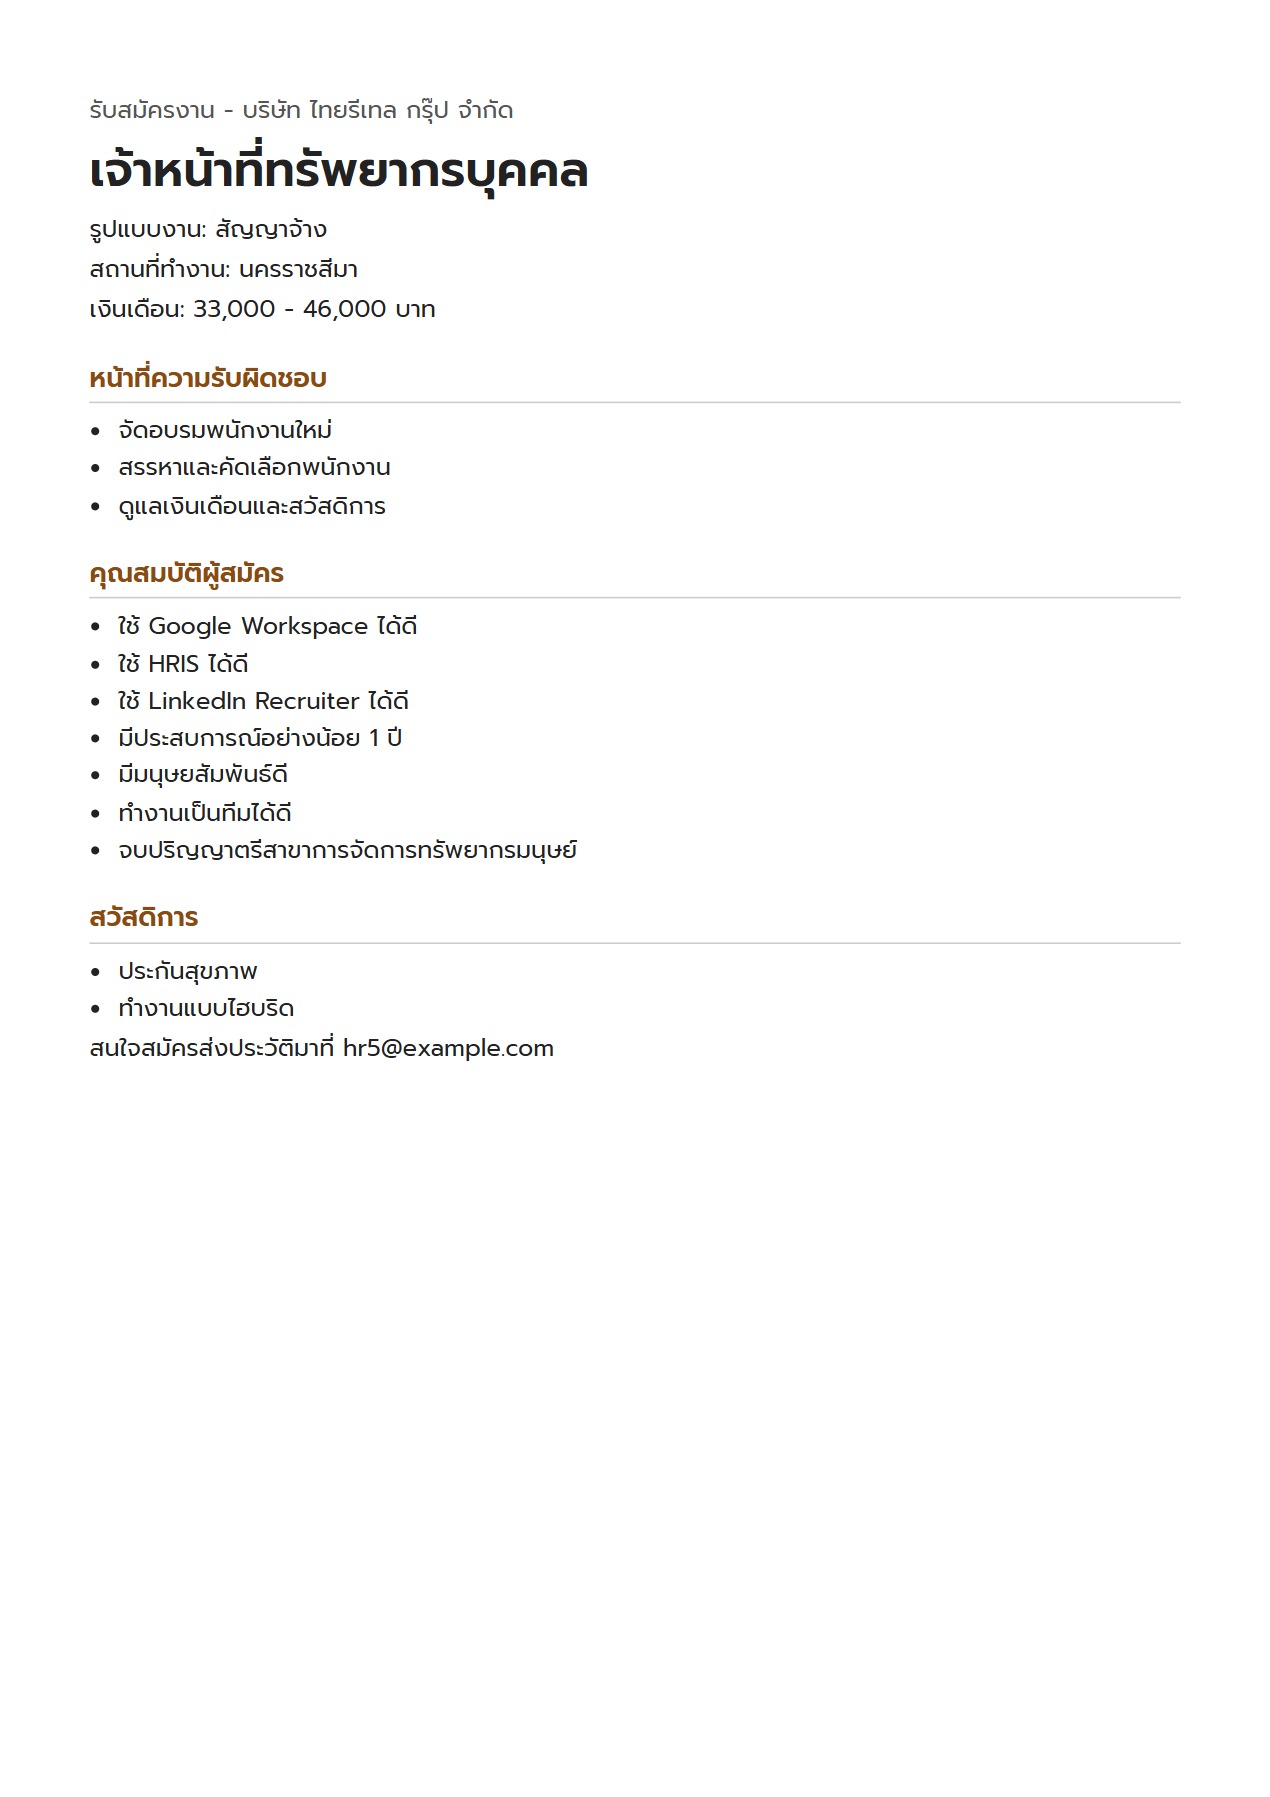 รับสมัครงาน - บริษัท ไทยรีเทล กรุ๊ป จำกัด
เจ้าหน้าที่ทรัพยากรบุคคล
รูปแบบงาน: สัญญาจ้าง
สถานที่ทำงาน: นครราชสีมา
เงินเดือน: 33,000 - 46,000 บาท
หน้าที่ความรับผิดชอบ
• จัดอบรมพนักงานใหม่
• สรรหาและคัดเลือกพนักงาน
• ดูแลเงินเดือนและสวัสดิการ
คุณสมบัติผู้สมัคร
• ใช้ Google Workspace ได้ดี
• ใช้ HRIS ได้ดี
• ใช้ LinkedIn Recruiter ได้ดี
• มีประสบการณ์อย่างน้อย 1 ปี
• มีมนุษยสัมพันธ์ดี
• ทำงานเป็นทีมได้ดี
• จบปริญญาตรีสาขาการจัดการทรัพยากรมนุษย์
สวัสดิการ
• ประกันสุขภาพ
• ทำงานแบบไฮบริด
สนใจสมัครส่งประวัติมาที่ hr5@example.com